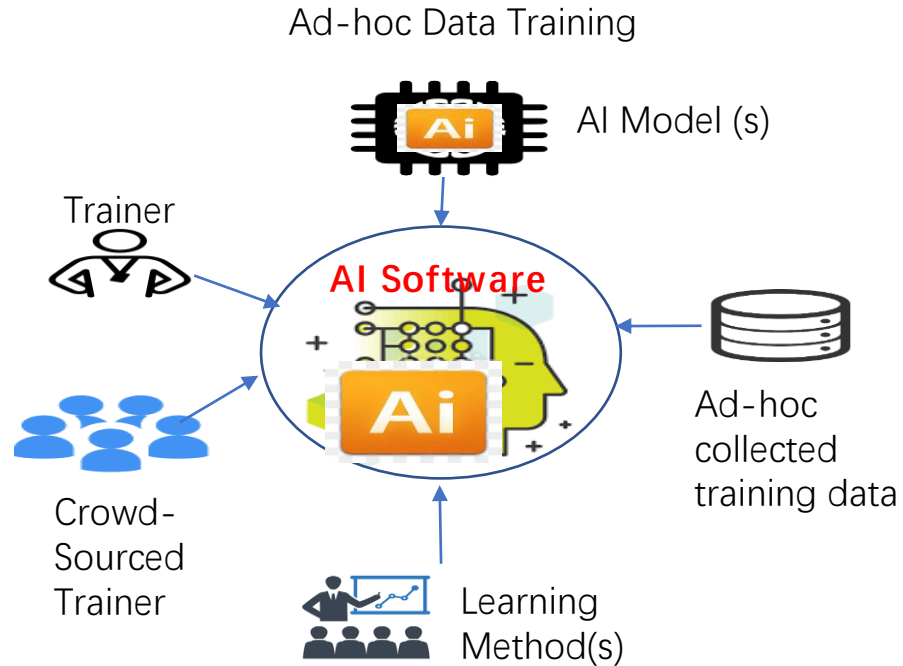 Ad-hoc Data Training
Ai
AI Model (s)
Trainer
AI Software
Ai
Ad-hoc
collected
training data
Crowd-
Sourced
Trainer
Learning
Method(s)